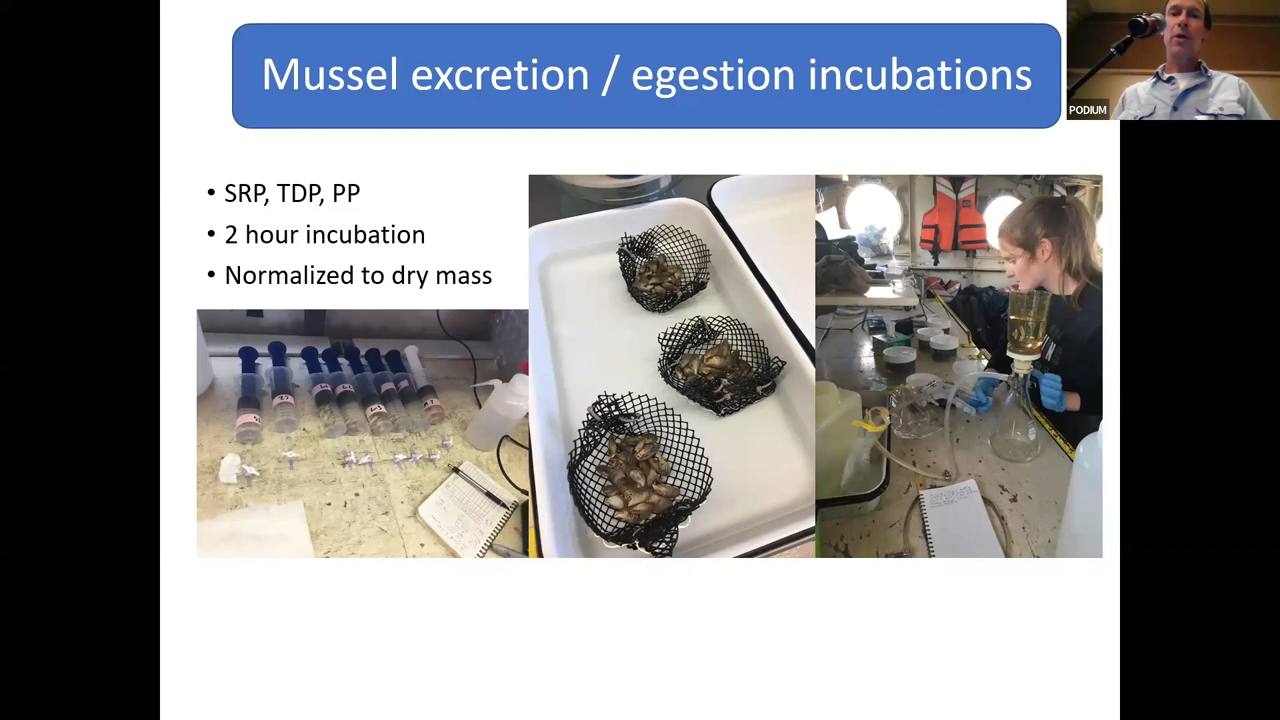 Mussel excretion / egestion incubations
PODIUM
• SRP, TDP, PP
• 2 hour incubation
• Normalized to dry mass